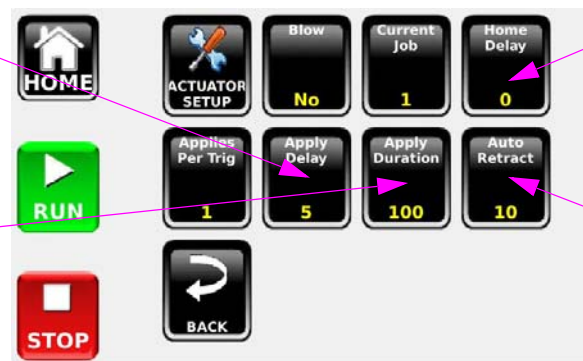 HOME
ACTUATOR
SETUP
Blow
No
Current
Job
1
Home
Delay
0
RUN
Applies
Per Trig
1
Apply
Delay
5
Apply
Duration
100
Auto
Retract
10
STOP
BACK